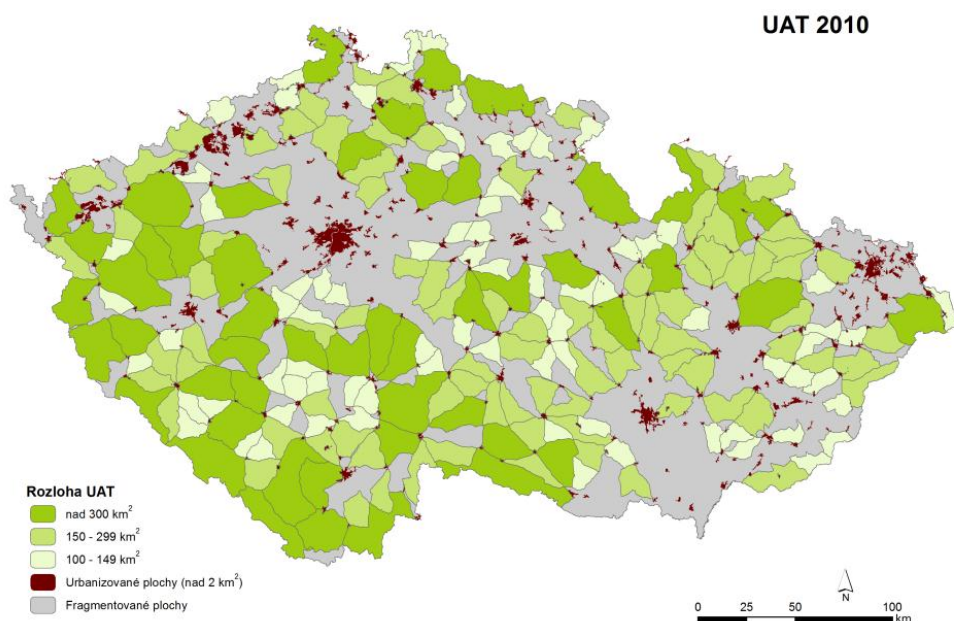 UAT 2010
Rozloha UAT
nad 300 km²
150 - 299 km²
100 - 149 km²
Urbanizované plochy (nad 2 km²)
Fragmentované plochy
N
0 25 50 100
km